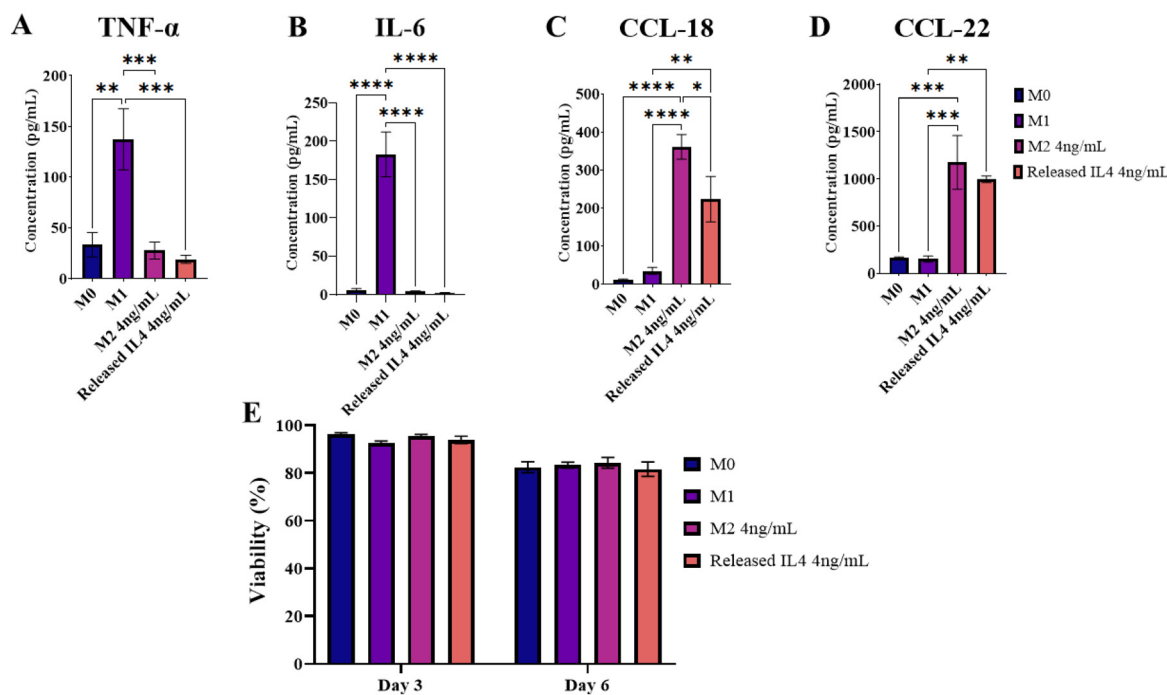 A
TNF-α
***
**
***
Concentration (pg/mL)
200
150
100
50
0
M0
M1
M2 4ng/mL
Released IL4 4ng/mL
B
IL-6
****
****
****
Concentration (pg/mL)
250
200
150
100
50
0
M0
M1
M2 4ng/mL
Released IL4 4ng/mL
C
CCL-18
**
****
*
****
Concentration (pg/mL)
500
400
300
200
100
0
M0
M1
M2 4ng/mL
Released IL4 4ng/mL
D
CCL-22
**
***
***
Concentration (pg/mL)
2000
1500
1000
500
0
M0
M1
M2 4ng/mL
Released IL4 4ng/mL
M0
M1
M2 4ng/mL
Released IL4 4ng/mL
E
Viability (%)
100
80
60
40
20
0
Day 3
Day 6
M0
M1
M2 4ng/mL
Released IL4 4ng/mL